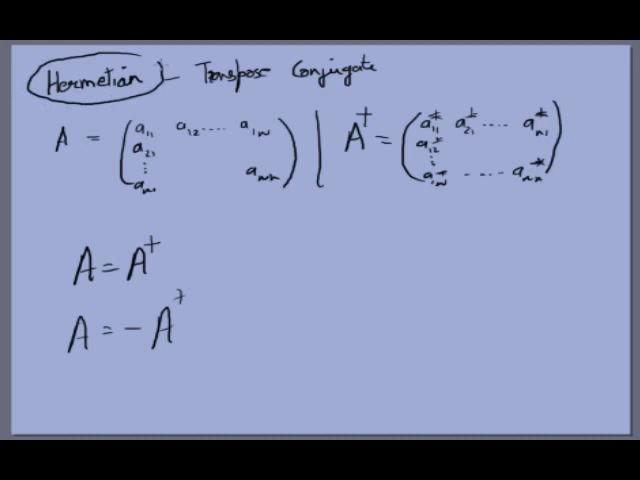 Hermetian - Transpose Conjugate
A = ( a₁₁ a₁₂ .... a₁ₙ | A† = ( a₁₁* a₂₁* .... aₙ₁*
a₂₁ a₁₂*
⋮ aₙₙ ) ⋮
aₙ₁ a₁ₙ* .... aₙₙ* )
A = A†
A = - A†